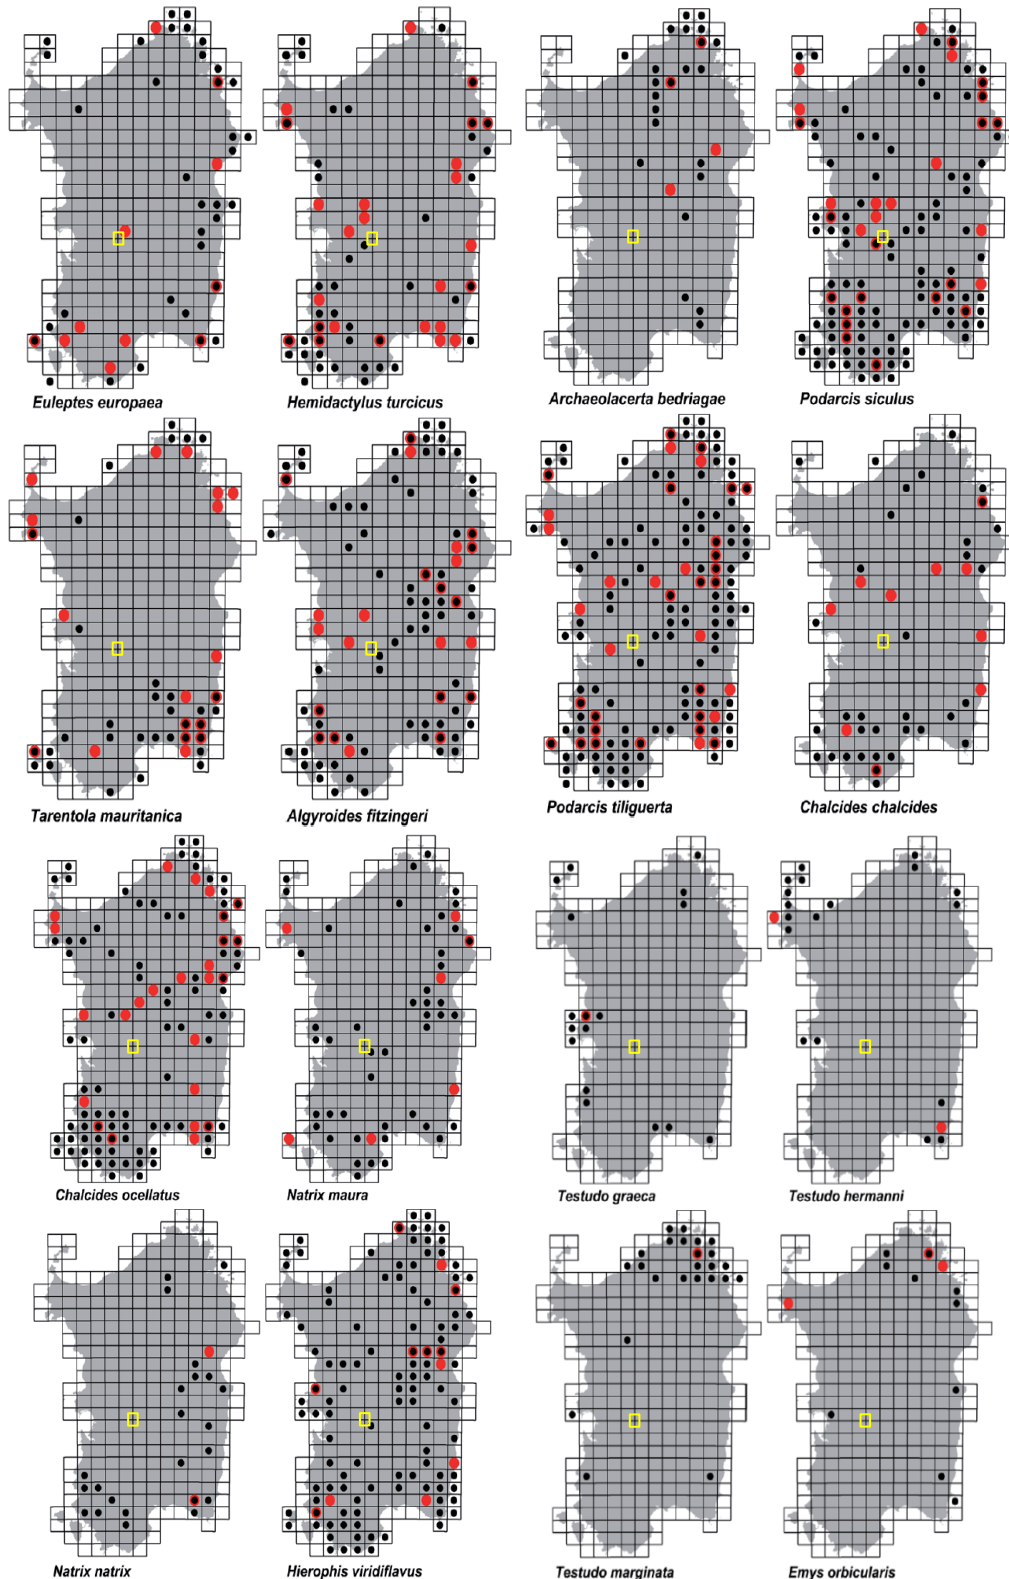 Euleptes europaea
Hemidactylus turcicus
Archaeolacerta bedriagae
Podarcis siculus
Tarentola mauritanica
Algyroides fitzingeri
Podarcis tiliguerta
Chalcides chalcides
Chalcides ocellatus
Natrix maura
Testudo graeca
Testudo hermanni
Natrix natrix
Hierophis viridiflavus
Testudo marginata
Emys orbicularis